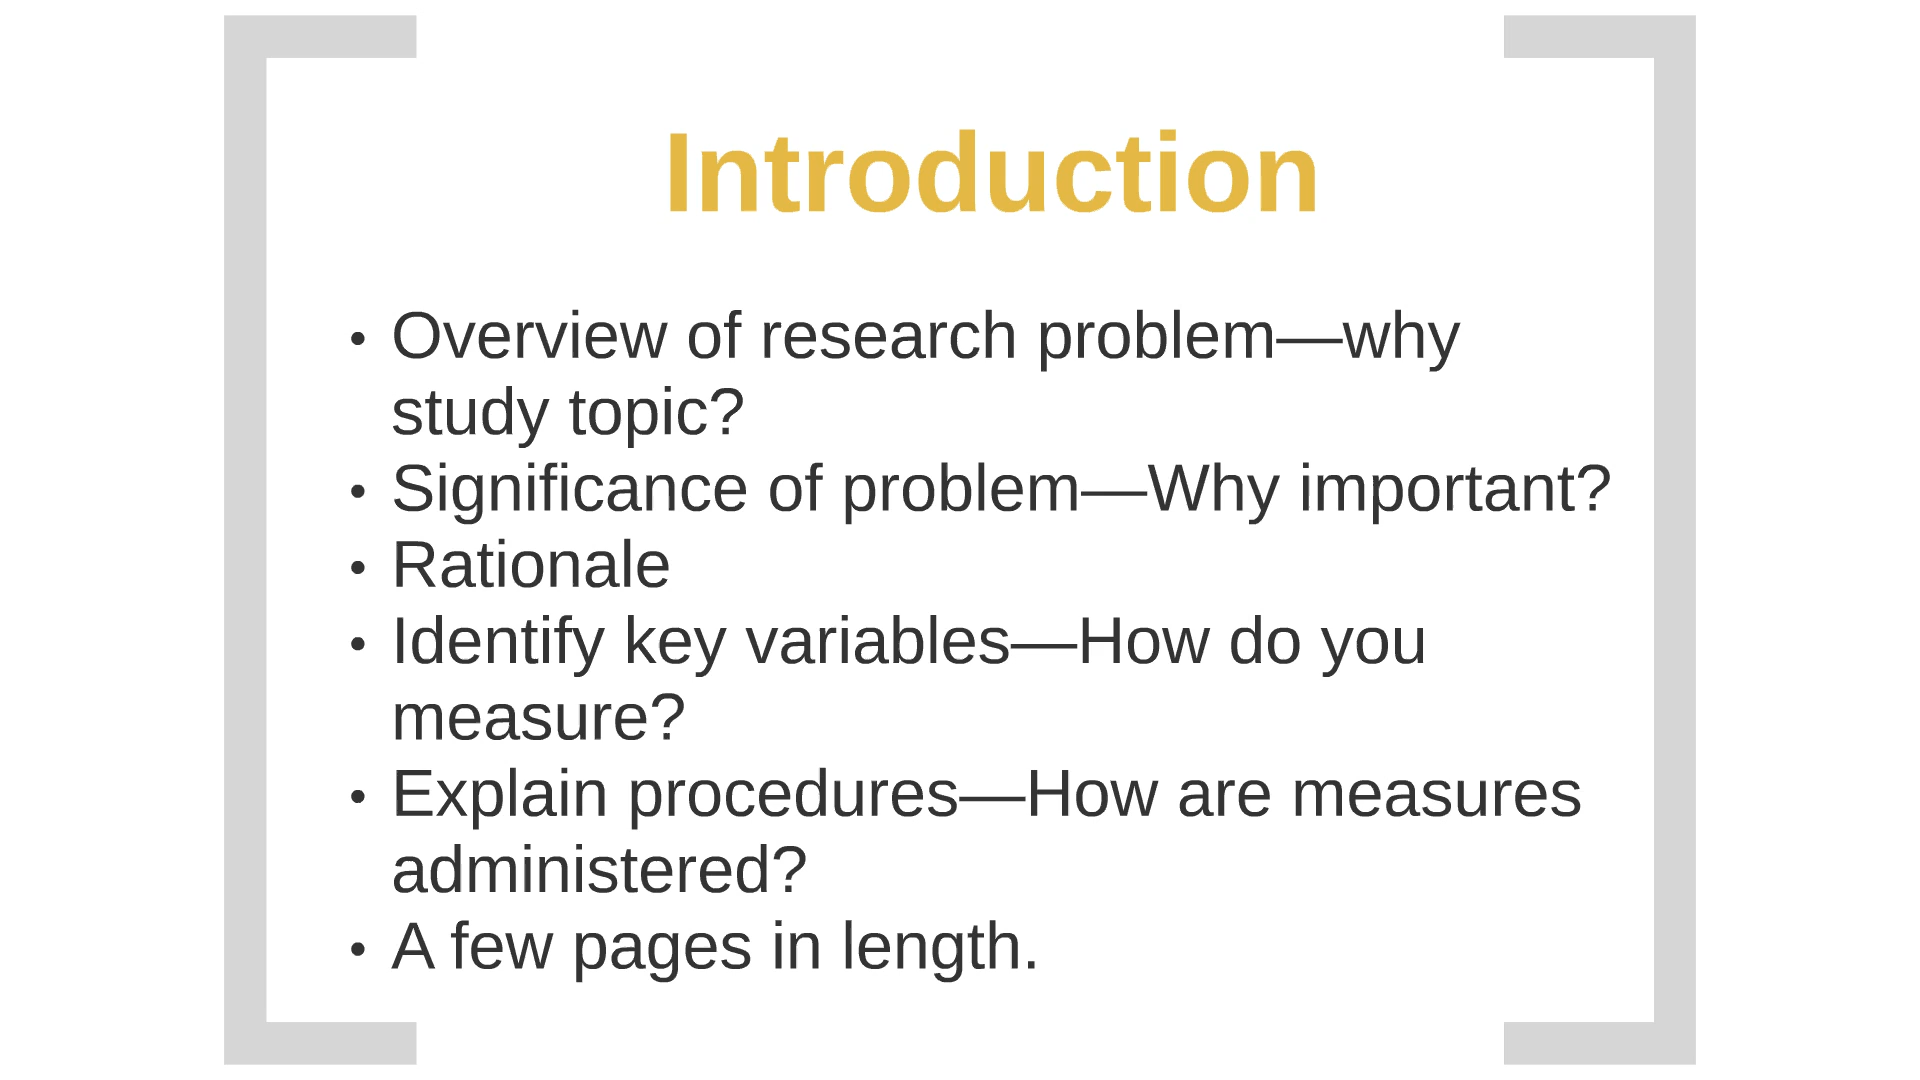 Introduction
• Overview of research problem—why
study topic?
• Significance of problem—Why important?
• Rationale
• Identify key variables—How do you
measure?
• Explain procedures—How are measures
administered?
• A few pages in length.